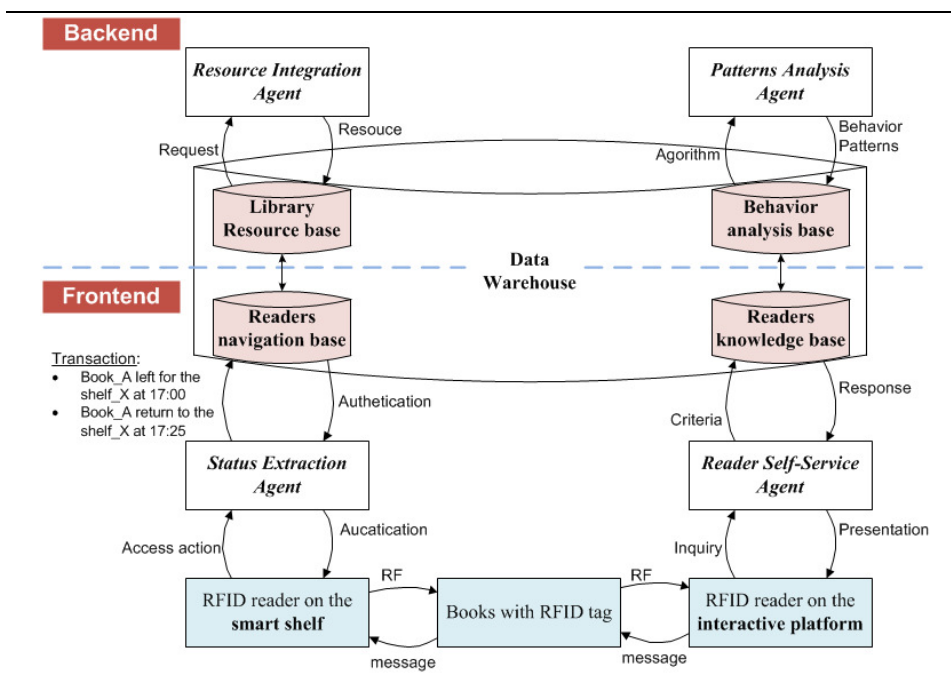 Backend
Resource Integration
Agent
Patterns Analysis
Agent
Request
Resouce
Agorithm
Behavior
Patterns
Library
Resource base
Behavior
analysis base
Data
Warehouse
Frontend
Readers
navigation base
Readers
knowledge base
Transaction:
• Book_A left for the
shelf_X at 17:00
• Book_A return to the
shelf_X at 17:25
Authetication
Criteria
Response
Status Extraction
Agent
Reader Self-Service
Agent
Access action
Aucatication
Inquiry
Presentation
RF
RF
RFID reader on the
smart shelf
Books with RFID tag
RFID reader on the
interactive platform
message
message